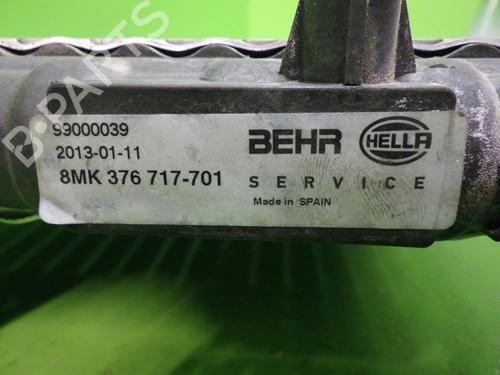 99000039
2013-01-11
8MK 376 717-701
BEHR HELLA
SERVICE
Made in SPAIN
B-PARTS